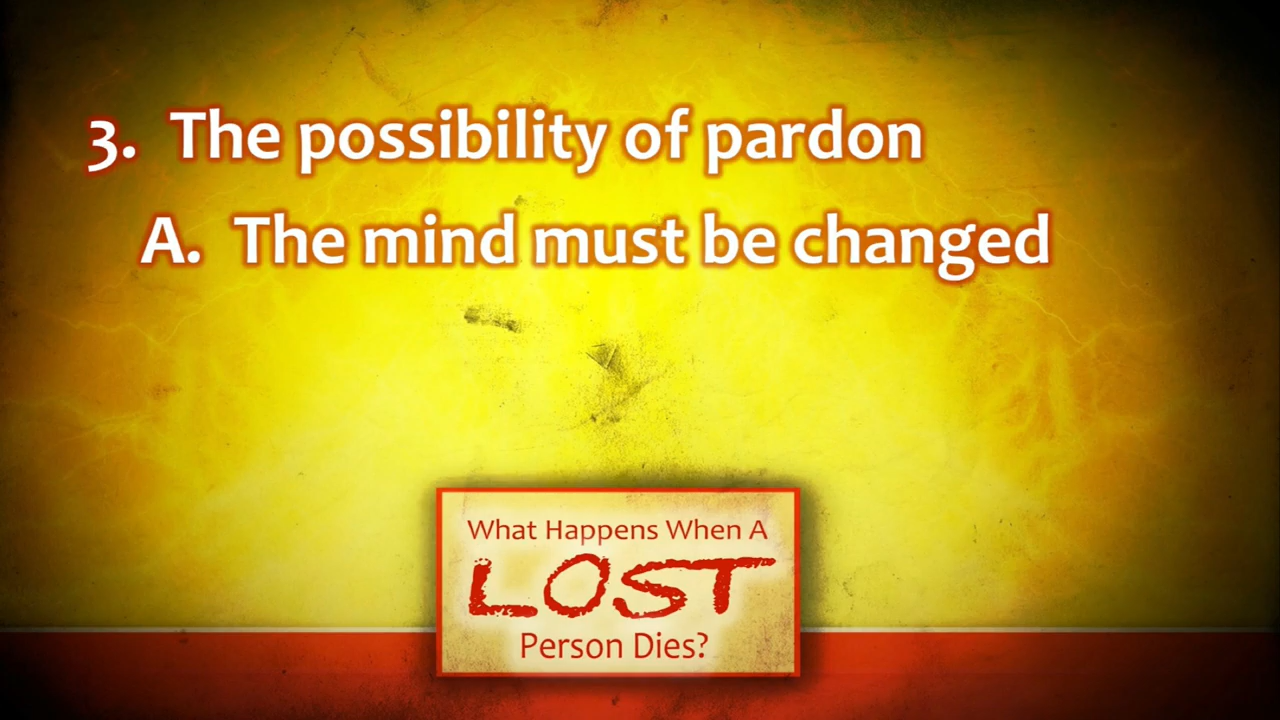 3. The possibility of pardon
A. The mind must be changed
What Happens When A
LOST
Person Dies?